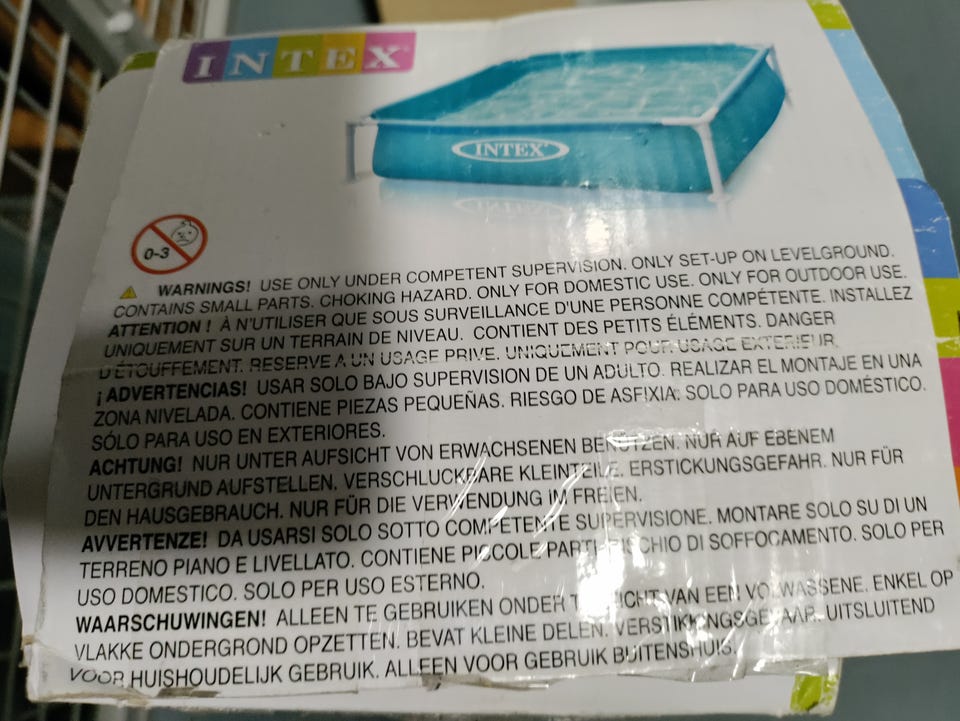 INTEX
INTEX
0-3
WARNINGS! USE ONLY UNDER COMPETENT SUPERVISION. ONLY SET-UP ON LEVELGROUND.
CONTAINS SMALL PARTS. CHOKING HAZARD. ONLY FOR DOMESTIC USE. ONLY FOR OUTDOOR USE.
ATTENTION ! À N'UTILISER QUE SOUS SURVEILLANCE D'UNE PERSONNE COMPÉTENTE. INSTALLEZ
UNIQUEMENT SUR UN TERRAIN DE NIVEAU. CONTIENT DES PETITS ÉLÉMENTS. DANGER
D'ÉTOUFFEMENT. RESERVE A UN USAGE PRIVE. UNIQUEMENT POUR USAGE EXTERIEUR.
¡ ADVERTENCIAS! USAR SOLO BAJO SUPERVISION DE UN ADULTO. REALIZAR EL MONTAJE EN UNA
ZONA NIVELADA. CONTIENE PIEZAS PEQUEÑAS. RIESGO DE ASFIXIA. SOLO PARA USO DOMÉSTICO.
SÓLO PARA USO EN EXTERIORES.
ACHTUNG! NUR UNTER AUFSICHT VON ERWACHSENEN BENUTZEN. NUR AUF EBENEM
UNTERGRUND AUFSTELLEN. VERSCHLUCKBARE KLEINTEILE. ERSTICKUNGSGEFAHR. NUR FÜR
DEN HAUSGEBRAUCH. NUR FÜR DIE VERWENDUNG IM FREIEN.
AVVERTENZE! DA USARSI SOLO SOTTO COMPETENTE SUPERVISIONE. MONTARE SOLO SU DI UN
TERRENO PIANO E LIVELLATO. CONTIENE PICCOLE PARTI. RISCHIO DI SOFFOCAMENTO. SOLO PER
USO DOMESTICO. SOLO PER USO ESTERNO.
WAARSCHUWINGEN! ALLEEN TE GEBRUIKEN ONDER TOEZICHT VAN EEN VOLWASSENE. ENKEL OP
VLAKKE ONDERGROND OPZETTEN. BEVAT KLEINE DELEN. VERSTIKKINGSGEVAAR. UITSLUITEND
VOOR HUISHOUDELIJK GEBRUIK. ALLEEN VOOR GEBRUIK BUITENSHUIS.